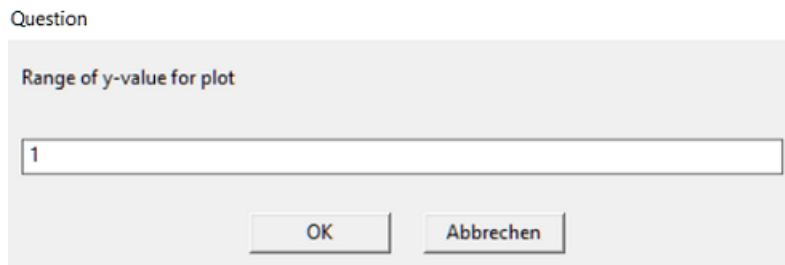 Question
Range of y-value for plot
1
OK
Abbrechen